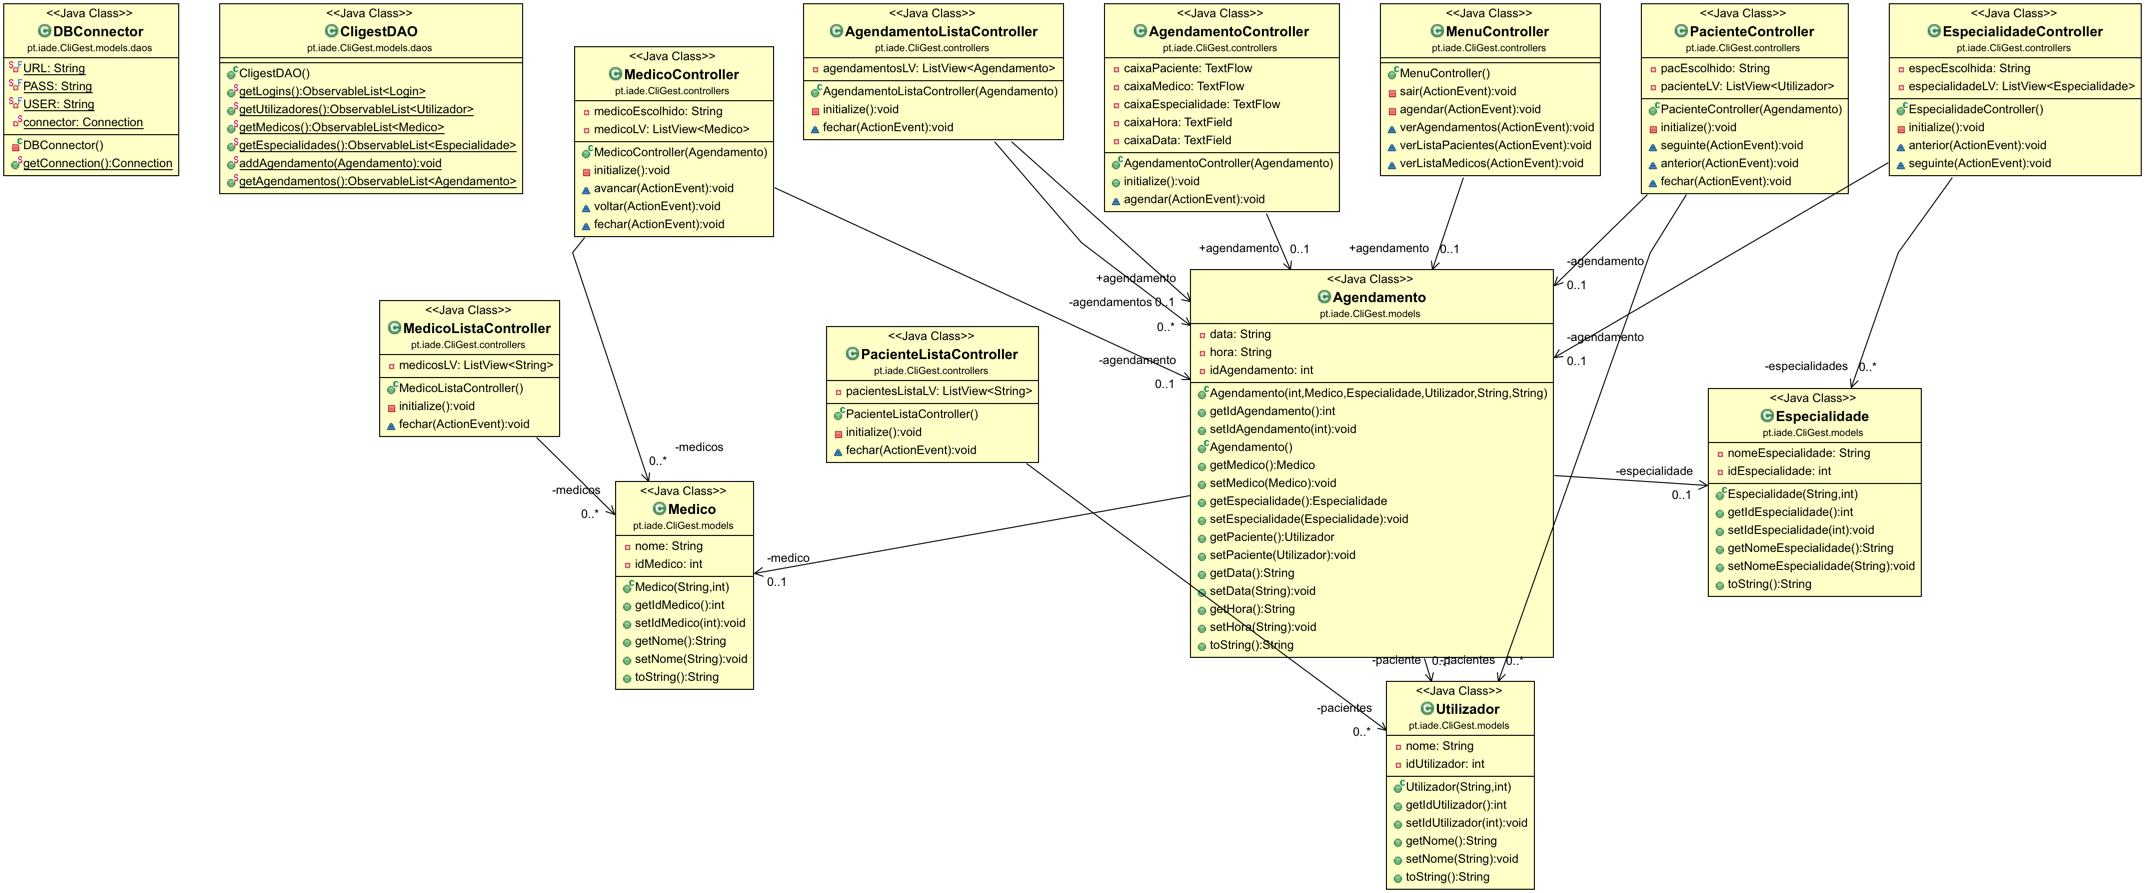 <<Java Class>>
DBConnector
pt.iade.CliGest.models.daos
URL: String
PASS: String
USER: String
connector: Connection
DBConnector()
getConnection():Connection
<<Java Class>>
CligestDAO
pt.iade.CliGest.models.daos
CligestDAO()
getLogins():ObservableList<Login>
getUtilizadores():ObservableList<Utilizador>
getMedicos():ObservableList<Medico>
getEspecialidades():ObservableList<Especialidade>
addAgendamento(Agendamento):void
getAgendamentos():ObservableList<Agendamento>
<<Java Class>>
MedicoController
pt.iade.CliGest.controllers
medicoEscolhido: String
medicoLV: ListView<Medico>
MedicoController(Agendamento)
initialize():void
avancar(ActionEvent):void
voltar(ActionEvent):void
fechar(ActionEvent):void
<<Java Class>>
AgendamentoListaController
pt.iade.CliGest.controllers
agendamentosLV: ListView<Agendamento>
AgendamentoListaController(Agendamento)
initialize():void
fechar(ActionEvent):void
<<Java Class>>
AgendamentoController
pt.iade.CliGest.controllers
caixaPaciente: TextFlow
caixaMedico: TextFlow
caixaEspecialidade: TextFlow
caixaHora: TextField
caixaData: TextField
AgendamentoController(Agendamento)
initialize():void
agendar(ActionEvent):void
<<Java Class>>
MenuController
pt.iade.CliGest.controllers
MenuController()
sair(ActionEvent):void
agendar(ActionEvent):void
verAgendamentos(ActionEvent):void
verListaPacientes(ActionEvent):void
verListaMedicos(ActionEvent):void
<<Java Class>>
PacienteController
pt.iade.CliGest.controllers
pacEscolhido: String
pacienteLV: ListView<Utilizador>
PacienteController(Agendamento)
initialize():void
seguinte(ActionEvent):void
anterior(ActionEvent):void
fechar(ActionEvent):void
<<Java Class>>
EspecialidadeController
pt.iade.CliGest.controllers
especEscolhida: String
especialidadeLV: ListView<Especialidade>
EspecialidadeController()
initialize():void
anterior(ActionEvent):void
seguinte(ActionEvent):void
+agendamento
0..1
+agendamento
0..1
-agendamento
0..1
+agendamento
0..1
-agendamentos
0..*
-agendamento
0..1
-agendamento
0..1
-especialidades
0..*
<<Java Class>>
MedicoListaController
pt.iade.CliGest.controllers
medicosLV: ListView<String>
MedicoListaController()
initialize():void
fechar(ActionEvent):void
<<Java Class>>
PacienteListaController
pt.iade.CliGest.controllers
pacientesListaLV: ListView<String>
PacienteListaController()
initialize():void
fechar(ActionEvent):void
<<Java Class>>
Agendamento
pt.iade.CliGest.models
data: String
hora: String
idAgendamento: int
Agendamento(int,Medico,Especialidade,Utilizador,String,String)
getIdAgendamento():int
setIdAgendamento(int):void
Agendamento()
getMedico():Medico
setMedico(Medico):void
getEspecialidade():Especialidade
setEspecialidade(Especialidade):void
getPaciente():Utilizador
setPaciente(Utilizador):void
getData():String
setData(String):void
getHora():String
setHora(String):void
toString():String
<<Java Class>>
Especialidade
pt.iade.CliGest.models
nomeEspecialidade: String
idEspecialidade: int
Especialidade(String,int)
getIdEspecialidade():int
setIdEspecialidade(int):void
getNomeEspecialidade():String
setNomeEspecialidade(String):void
toString():String
-medicos
0..*
-medicos
0..*
-especialidade
0..1
-medico
0..1
<<Java Class>>
Medico
pt.iade.CliGest.models
nome: String
idMedico: int
Medico(String,int)
getIdMedico():int
setIdMedico(int):void
getNome():String
setNome(String):void
toString():String
-paciente
-pacientes
0..*
-pacientes
0..*
<<Java Class>>
Utilizador
pt.iade.CliGest.models
nome: String
idUtilizador: int
Utilizador(String,int)
getIdUtilizador():int
setIdUtilizador(int):void
getNome():String
setNome(String):void
toString():String